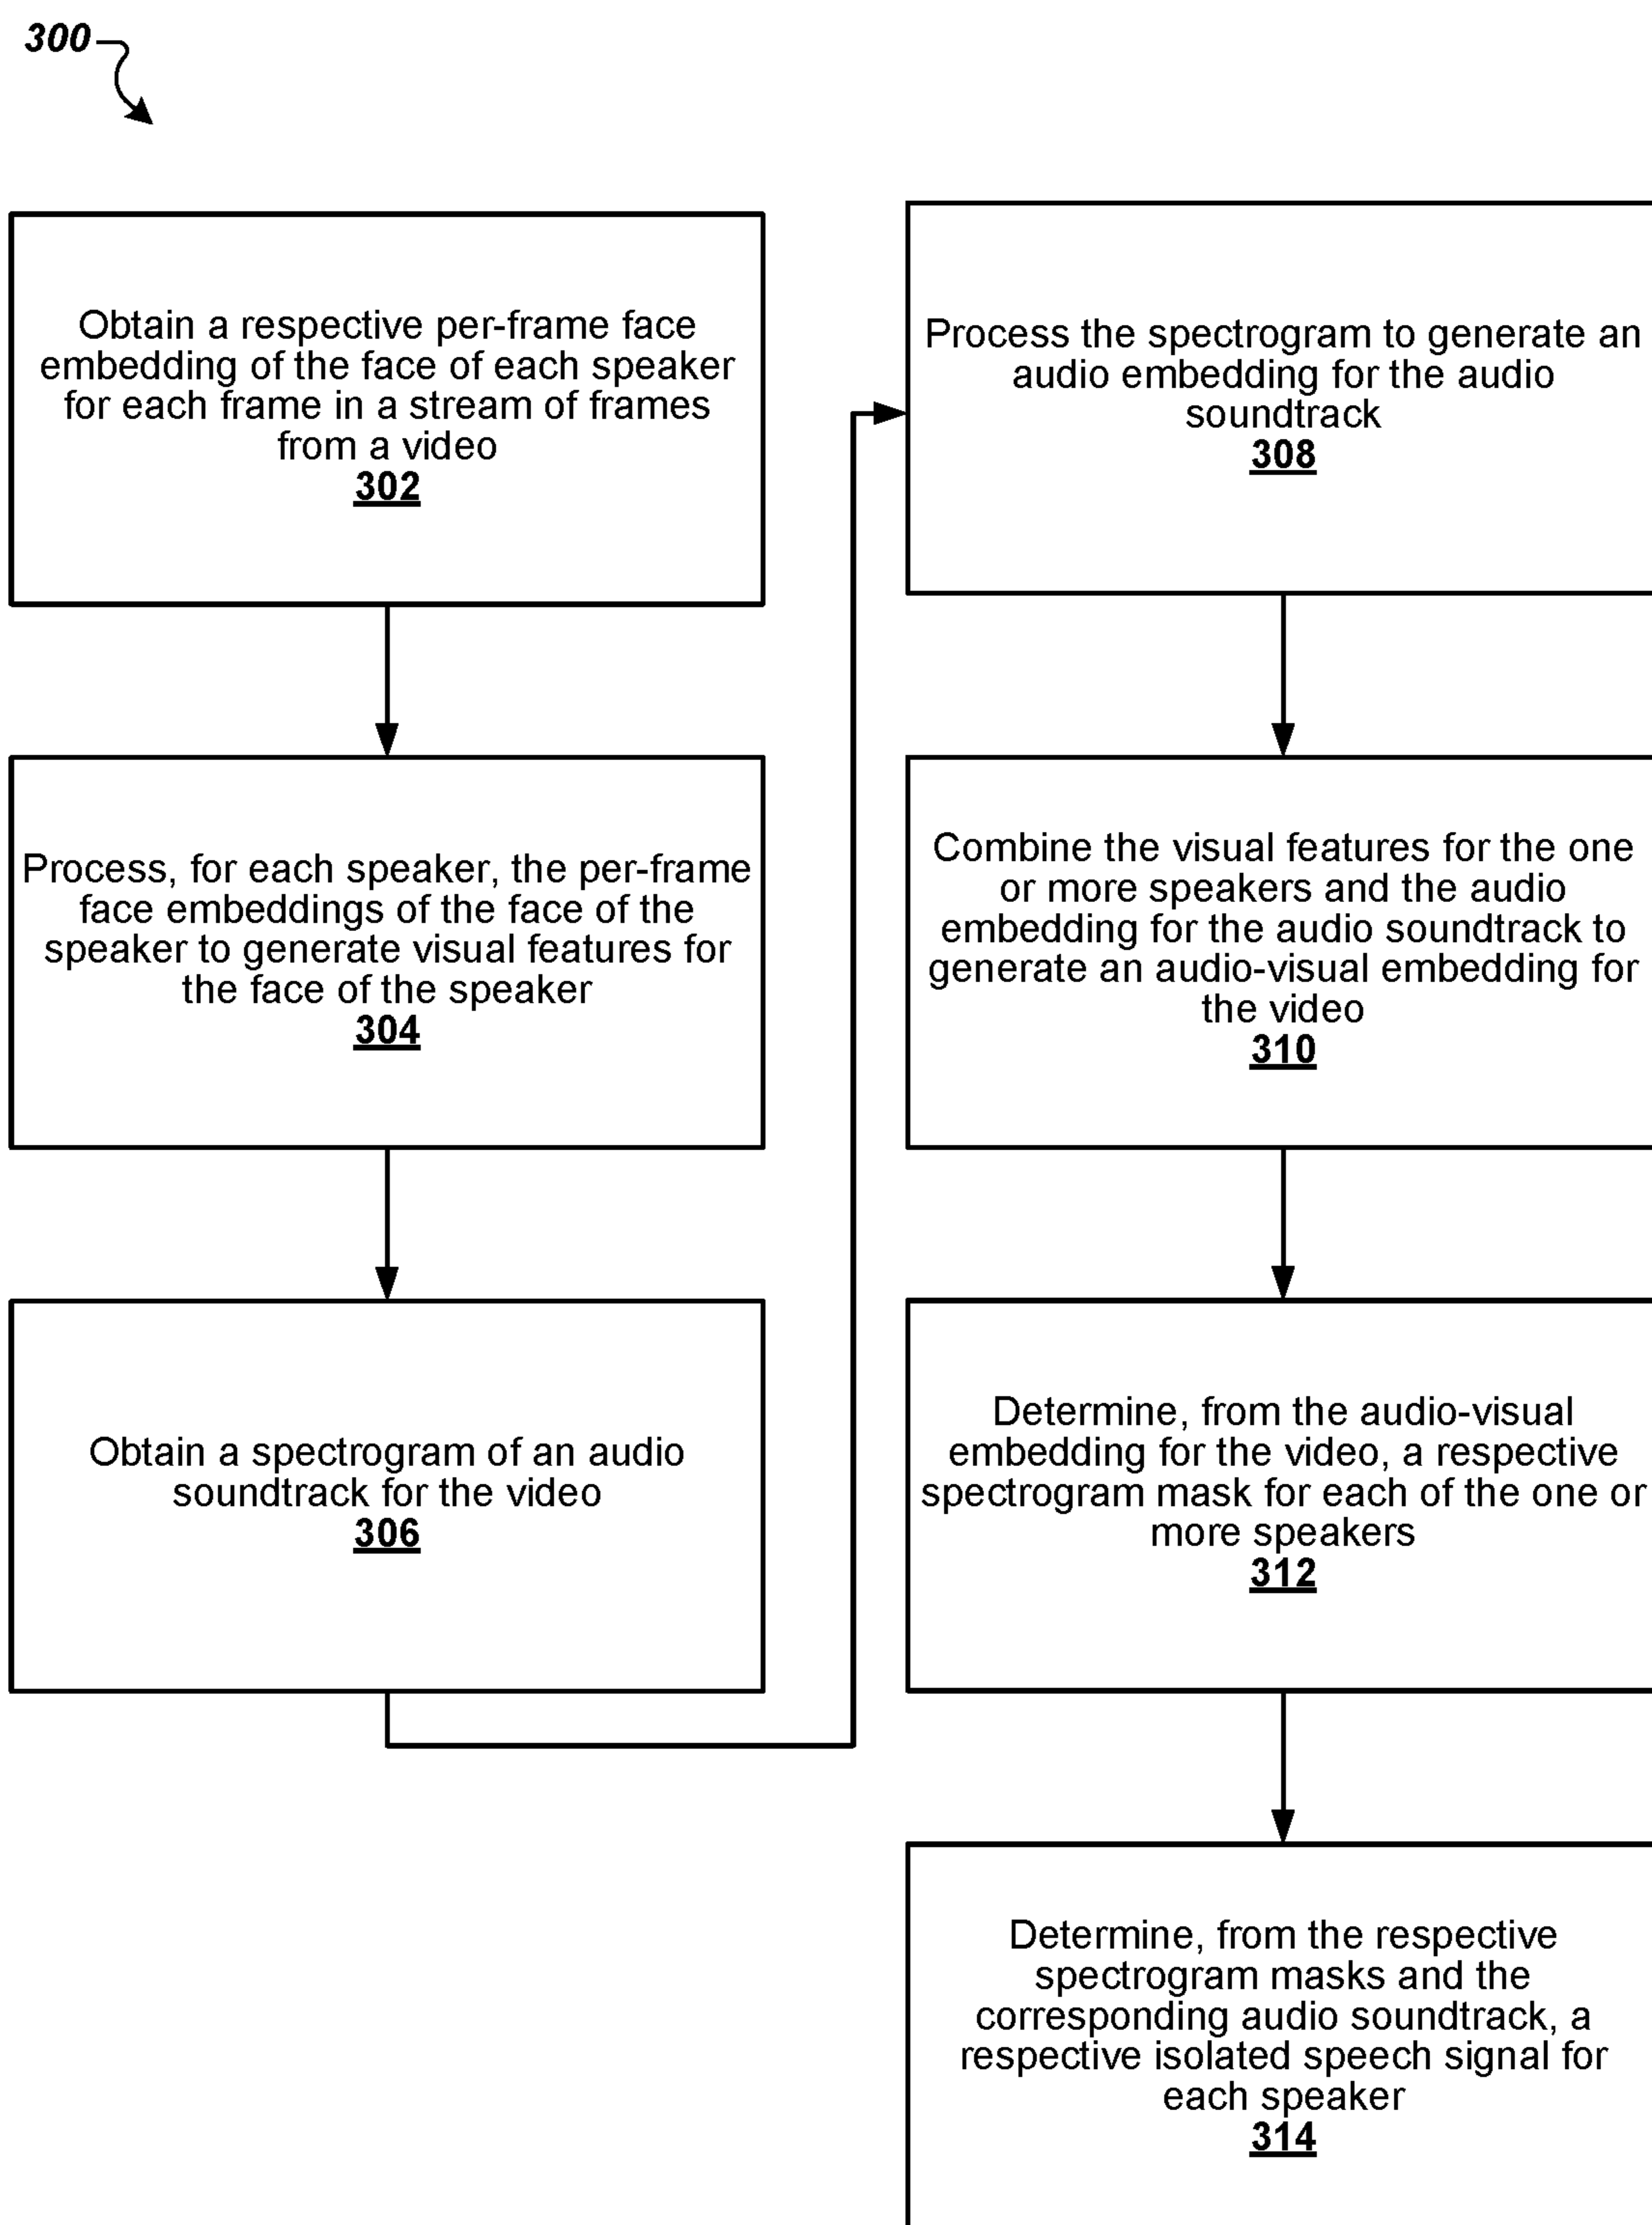 300
Obtain a respective per-frame face
embedding of the face of each speaker
for each frame in a stream of frames
from a video
302
Process, for each speaker, the per-frame
face embeddings of the face of the
speaker to generate visual features for
the face of the speaker
304
Obtain a spectrogram of an audio
soundtrack for the video
306
Process the spectrogram to generate an
audio embedding for the audio
soundtrack
308
Combine the visual features for the one
or more speakers and the audio
embedding for the audio soundtrack to
generate an audio-visual embedding for
the video
310
Determine, from the audio-visual
embedding for the video, a respective
spectrogram mask for each of the one or
more speakers
312
Determine, from the respective
spectrogram masks and the
corresponding audio soundtrack, a
respective isolated speech signal for
each speaker
314